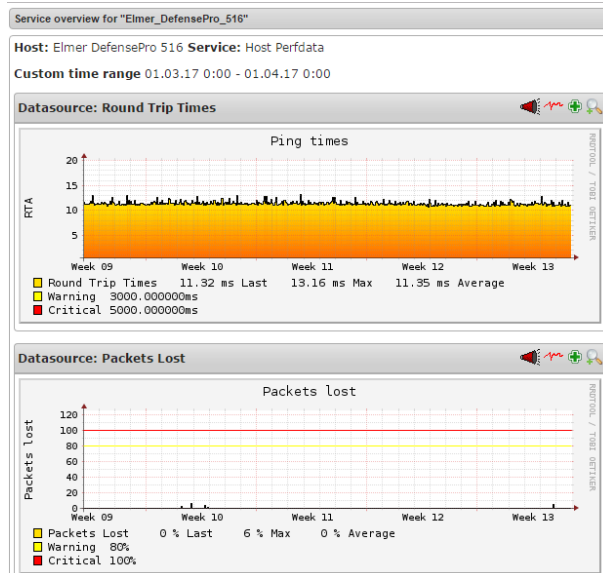 Service overview for "Elmer_DefensePro_516"
Host: Elmer DefensePro 516 Service: Host Perfdata
Custom time range 01.03.17 0:00 - 01.04.17 0:00
Datasource: Round Trip Times
Ping times
RRDTOOL / TOBI OETIKER
RTA
20
15
10
5
Week 09 Week 10 Week 11 Week 12 Week 13
Round Trip Times 11.32 ms Last 13.16 ms Max 11.35 ms Average
Warning 3000.000000ms
Critical 5000.000000ms
Datasource: Packets Lost
Packets lost
RRDTOOL / TOBI OETIKER
Packets lost
120
100
80
60
40
20
0
Week 09 Week 10 Week 11 Week 12 Week 13
Packets Lost 0 % Last 6 % Max 0 % Average
Warning 80%
Critical 100%